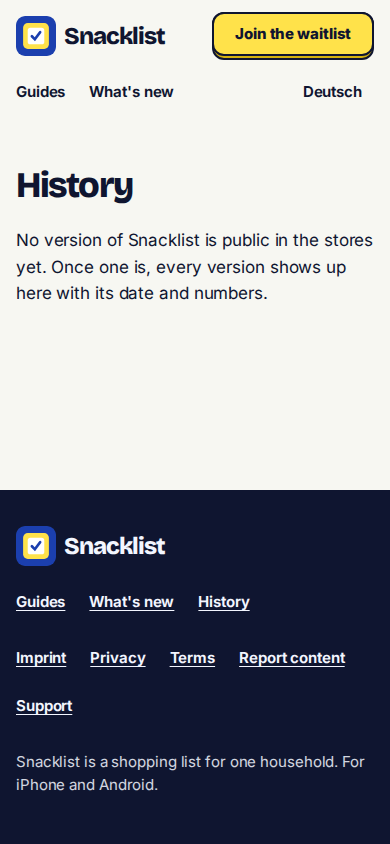 Snacklist
Join the waitlist
Guides What's new Deutsch
History
No version of Snacklist is public in the stores
yet. Once one is, every version shows up
here with its date and numbers.
Snacklist
Guides What's new History
Imprint Privacy Terms Report content
Support
Snacklist is a shopping list for one household. For
iPhone and Android.